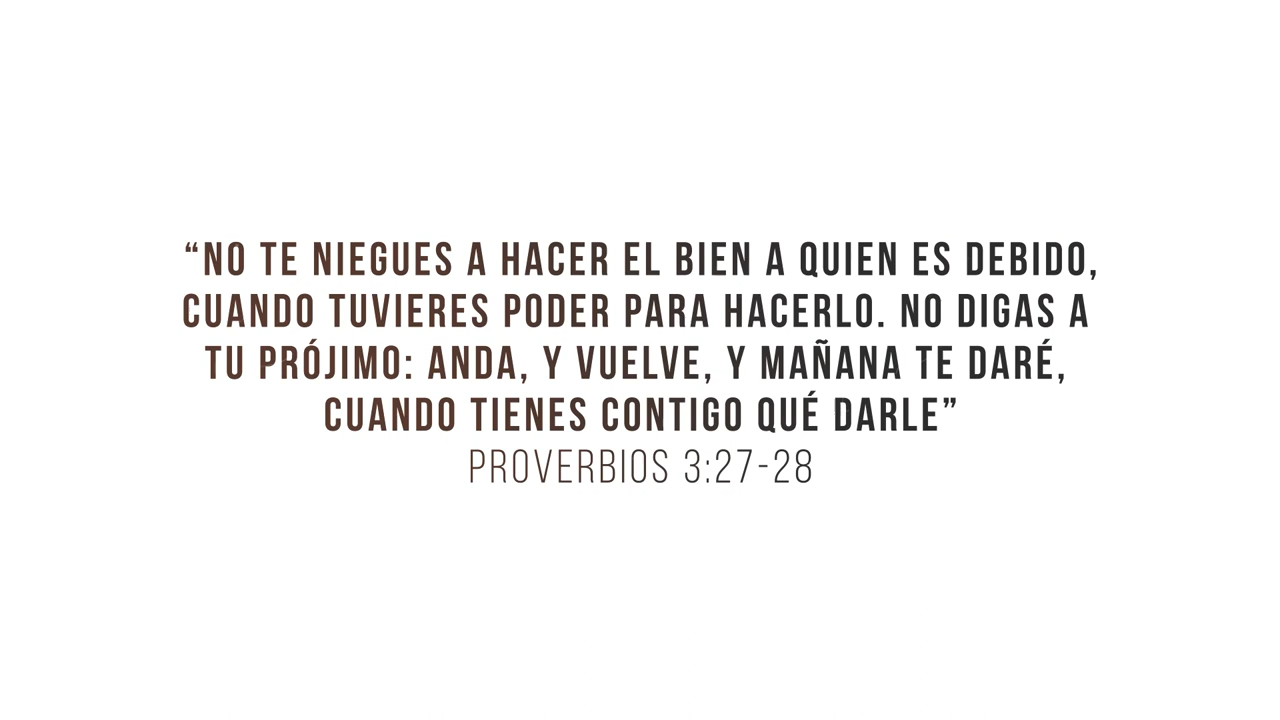 “NO TE NIEGUES A HACER EL BIEN A QUIEN ES DEBIDO,
CUANDO TUVIERES PODER PARA HACERLO. NO DIGAS A
TU PRÓJIMO: ANDA, Y VUELVE, Y MAÑANA TE DARÉ,
CUANDO TIENES CONTIGO QUÉ DARLE”
PROVERBIOS 3:27-28